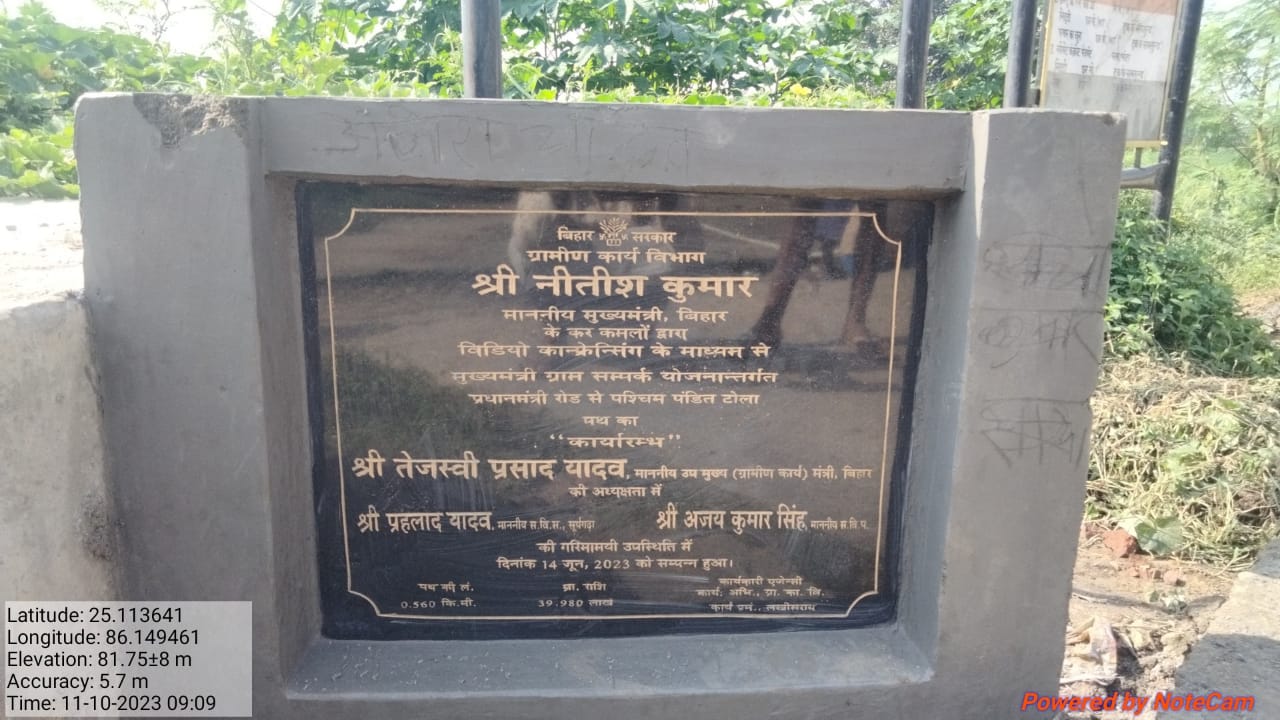 बिहार सरकार
ग्रामीण कार्य विभाग
श्री नीतीश कुमार
माननीय मुख्यमंत्री, बिहार
के कर कमलों द्वारा
विडियो कान्फ्रेन्सिंग के माध्यम से
मुख्यमंत्री ग्राम सम्पर्क योजनान्तर्गत
प्रधानमंत्री रोड से पश्चिम पंडित टोला
पथ का
“कार्यारम्भ”
श्री तेजस्वी प्रसाद यादव, माननीय उप मुख्य (ग्रामीण कार्य) मंत्री, बिहार
की अध्यक्षता में
श्री प्रहलाद यादव, माननीय स.वि.स., सूर्यगढ़ा श्री अजय कुमार सिंह, माननीय स.वि.प.
की गरिमामयी उपस्थिति में
दिनांक 14 जून, 2023 को सम्पन्न हुआ।
पथ की लं. प्रा. राशि कार्यकारी एजेन्सी
0.560 कि.मी. 39.980 लाख कार्य. अभि., ग्रा. का. वि.
कार्य प्रमं., लखीसराय
Latitude: 25.113641
Longitude: 86.149461
Elevation: 81.75±8 m
Accuracy: 5.7 m
Time: 11-10-2023 09:09
Powered by NoteCam